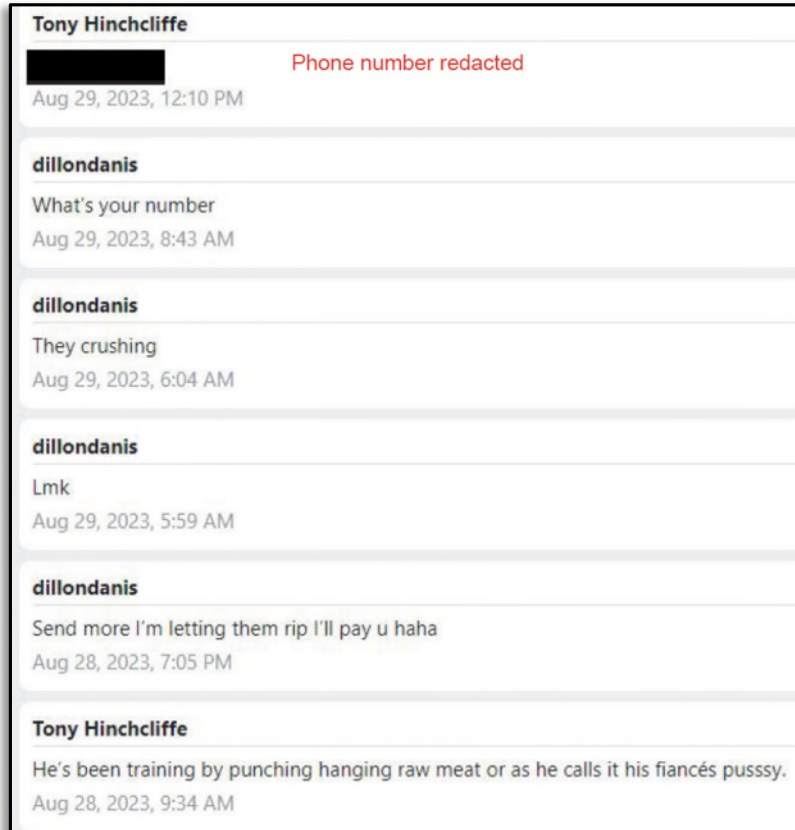 Tony Hinchcliffe
Phone number redacted
Aug 29, 2023, 12:10 PM
dillondanis
What's your number
Aug 29, 2023, 8:43 AM
dillondanis
They crushing
Aug 29, 2023, 6:04 AM
dillondanis
Lmk
Aug 29, 2023, 5:59 AM
dillondanis
Send more I'm letting them rip I'll pay u haha
Aug 28, 2023, 7:05 PM
Tony Hinchcliffe
He's been training by punching hanging raw meat or as he calls it his fiancés pusssy.
Aug 28, 2023, 9:34 AM